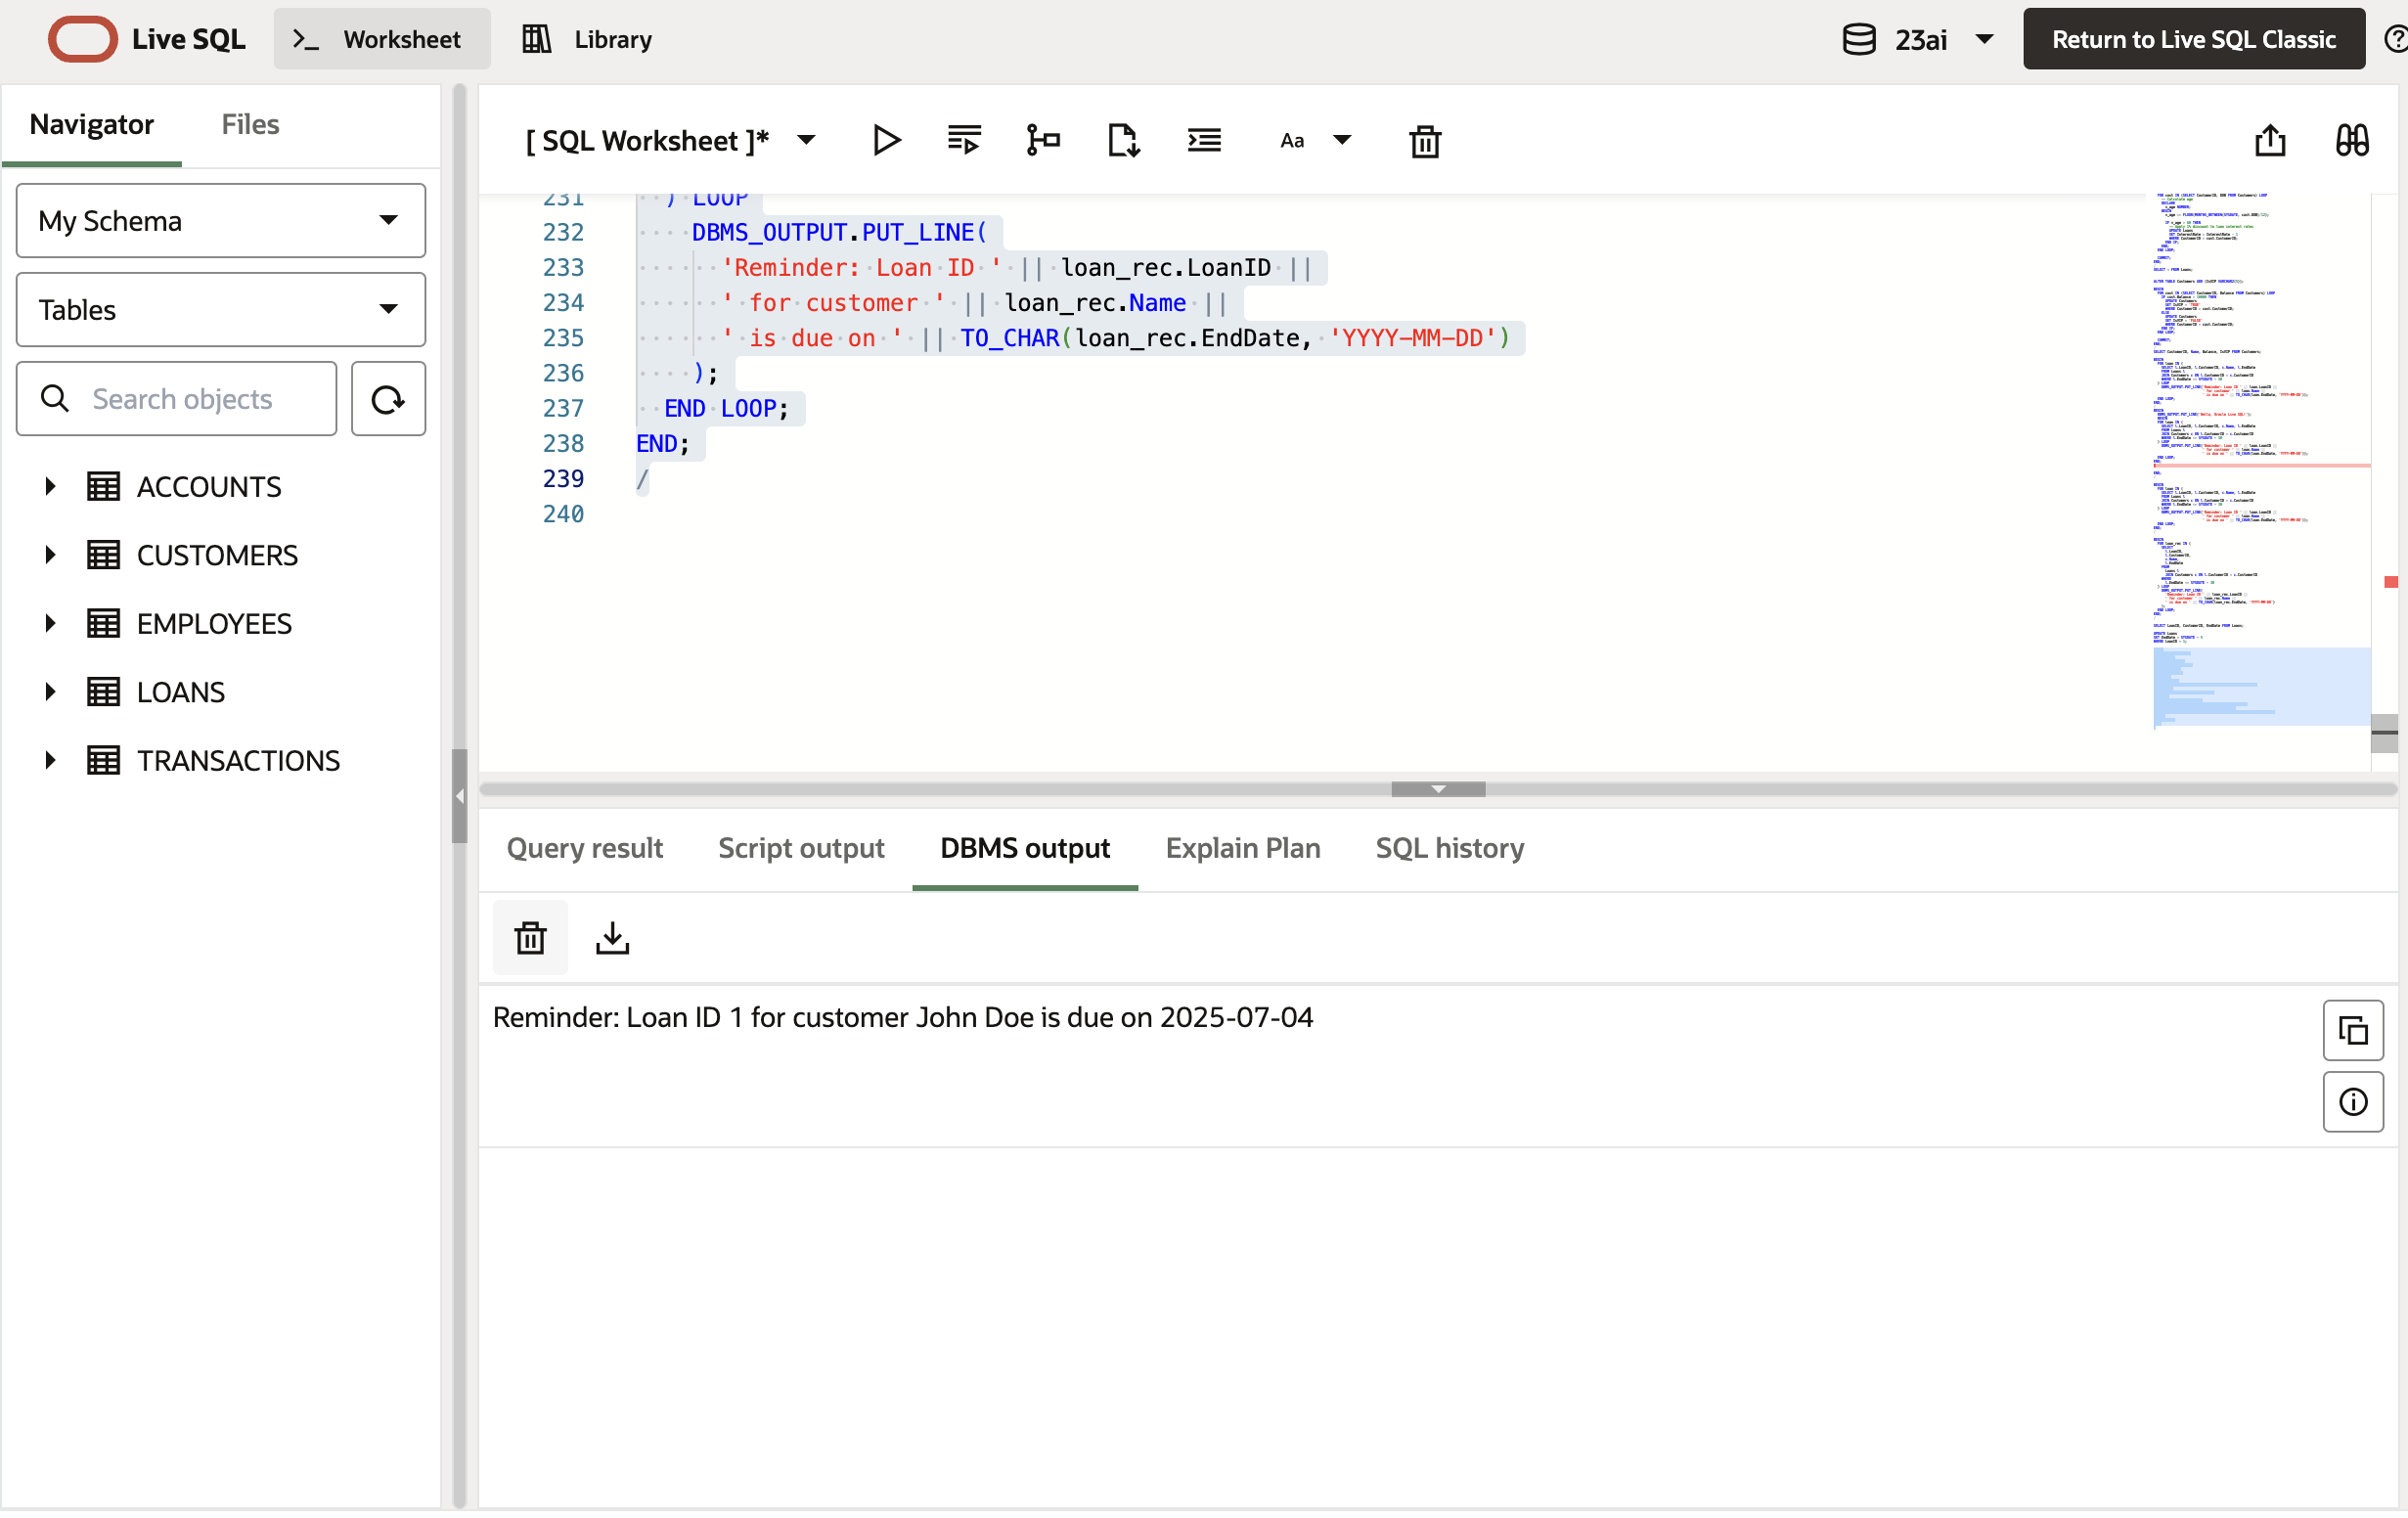 Live SQL
Worksheet
Library
23ai
Return to Live SQL Classic
Navigator
Files
My Schema
Tables
Search objects
ACCOUNTS
CUSTOMERS
EMPLOYEES
LOANS
TRANSACTIONS
[ SQL Worksheet ]*
Aa
231 ) LOOP
232 DBMS_OUTPUT.PUT_LINE(
233 'Reminder: Loan ID ' || loan_rec.LoanID ||
234 ' for customer ' || loan_rec.Name ||
235 ' is due on ' || TO_CHAR(loan_rec.EndDate, 'YYYY-MM-DD')
236 );
237 END LOOP;
238 END;
239 /
240
Query result
Script output
DBMS output
Explain Plan
SQL history
Reminder: Loan ID 1 for customer John Doe is due on 2025-07-04